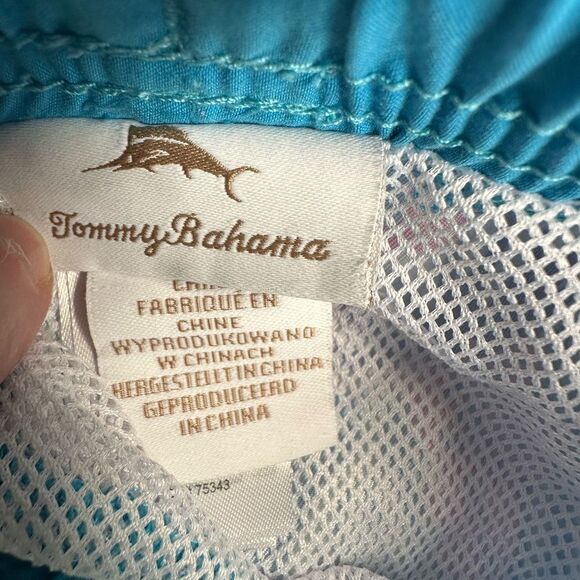 Tommy Bahama
FABRIQUÉ EN
CHINE
WYPRODUKOWANO
W CHINACH
HERGESTELLT IN CHINA
GEPRODUCEERD
IN CHINA
75343